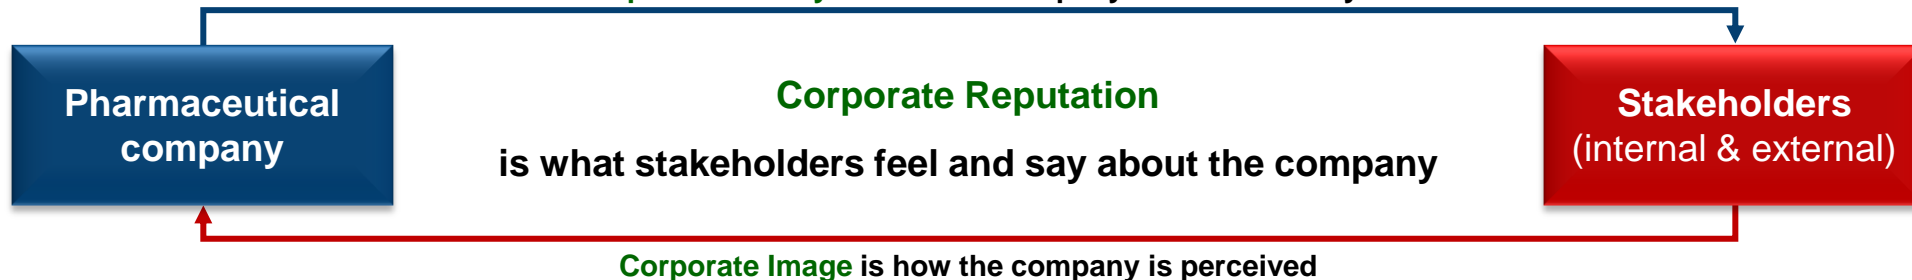 Pharmaceutical
company
Corporate Reputation
is what stakeholders feel and say about the company
Stakeholders
(internal & external)
Corporate Image is how the company is perceived